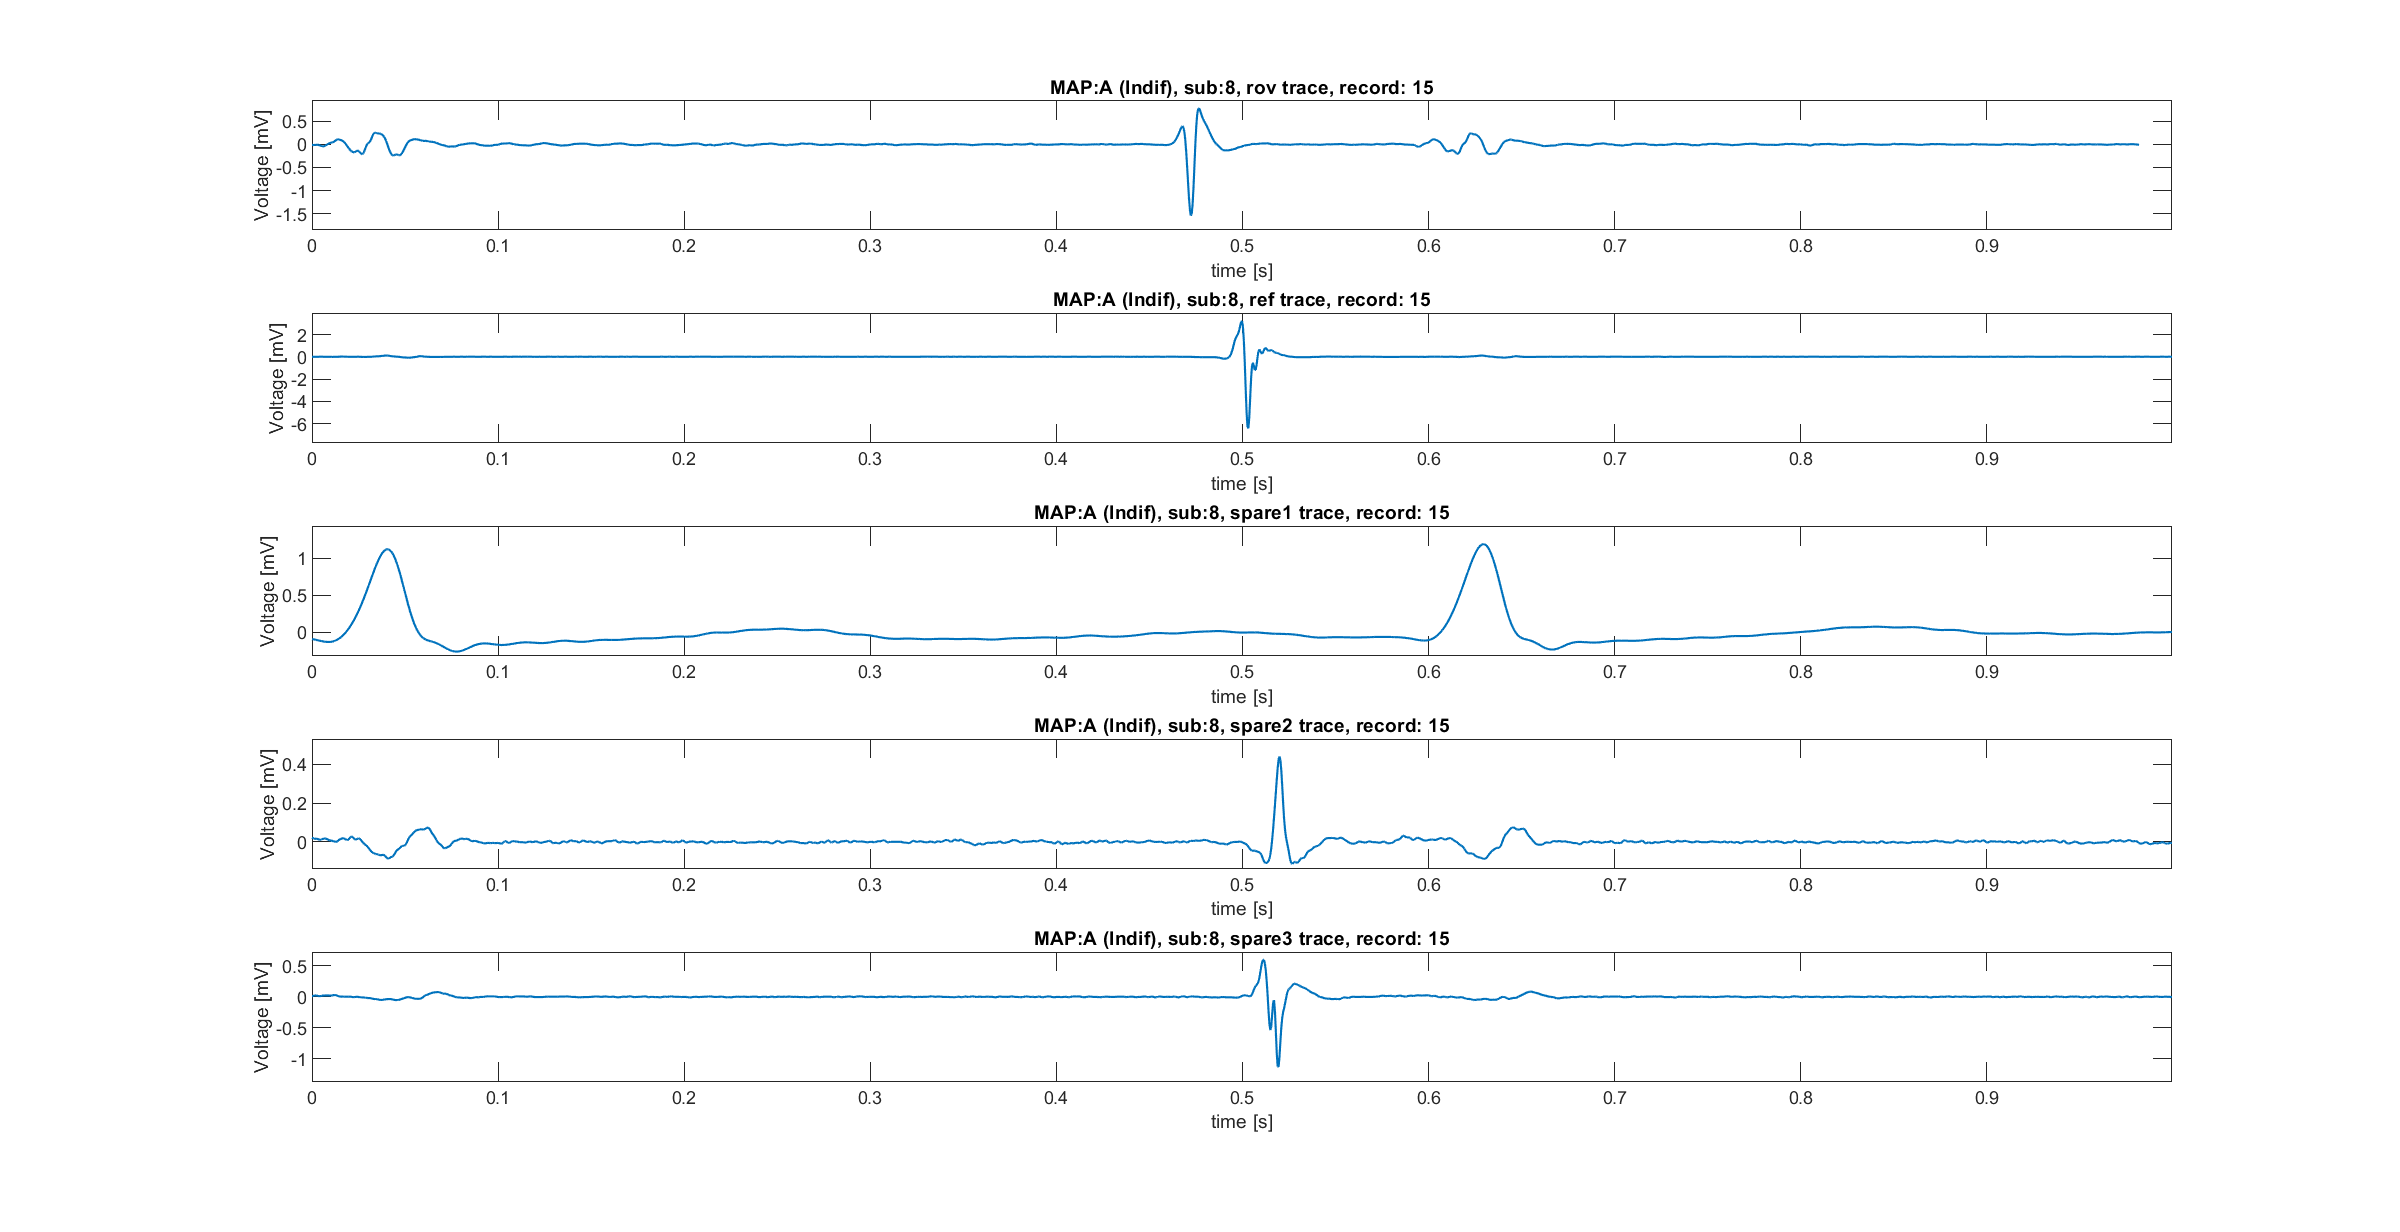 MAP:A (Indif), sub:8, rov trace, record: 15
Voltage [mV]
0.5
0
-0.5
-1
-1.5
0 0.1 0.2 0.3 0.4 0.5 0.6 0.7 0.8 0.9
time [s]
MAP:A (Indif), sub:8, ref trace, record: 15
Voltage [mV]
2
0
-2
-4
-6
0 0.1 0.2 0.3 0.4 0.5 0.6 0.7 0.8 0.9
time [s]
MAP:A (Indif), sub:8, spare1 trace, record: 15
Voltage [mV]
1
0.5
0
0 0.1 0.2 0.3 0.4 0.5 0.6 0.7 0.8 0.9
time [s]
MAP:A (Indif), sub:8, spare2 trace, record: 15
Voltage [mV]
0.4
0.2
0
0 0.1 0.2 0.3 0.4 0.5 0.6 0.7 0.8 0.9
time [s]
MAP:A (Indif), sub:8, spare3 trace, record: 15
Voltage [mV]
0.5
0
-0.5
-1
0 0.1 0.2 0.3 0.4 0.5 0.6 0.7 0.8 0.9
time [s]